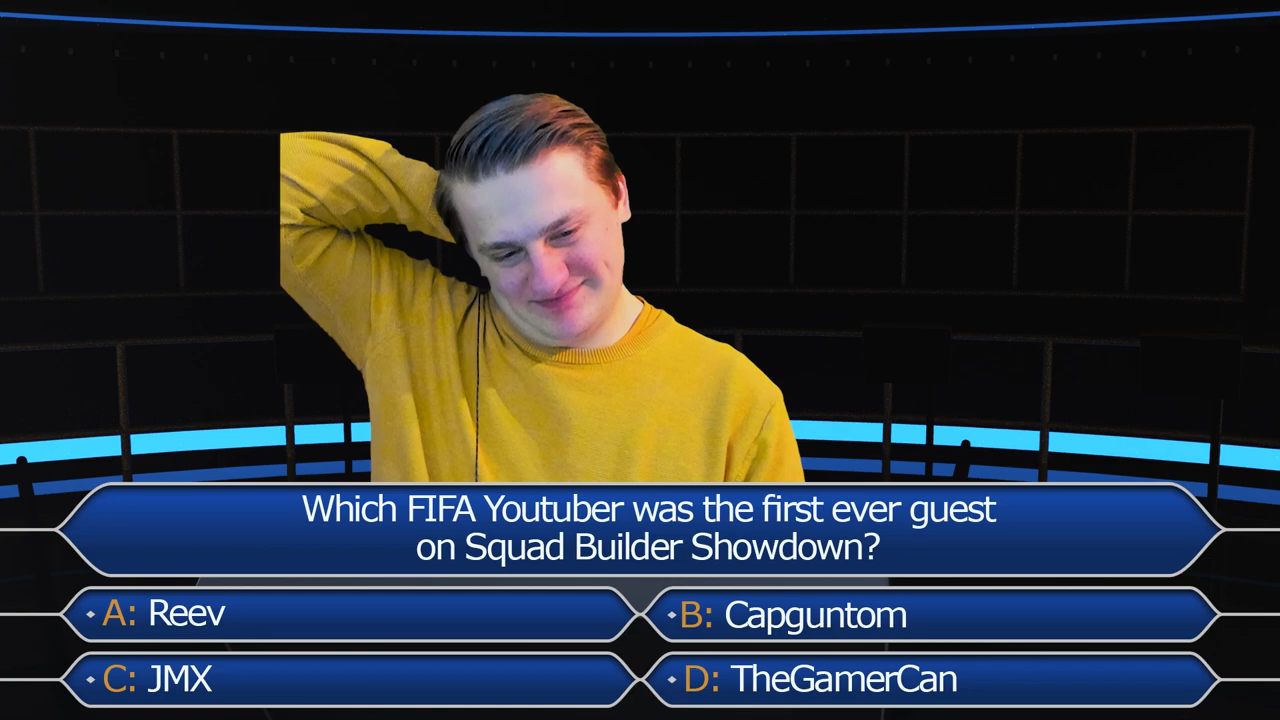 Which FIFA Youtuber was the first ever guest
on Squad Builder Showdown?
A: Reev
B: Capguntom
C: JMX
D: TheGamerCan